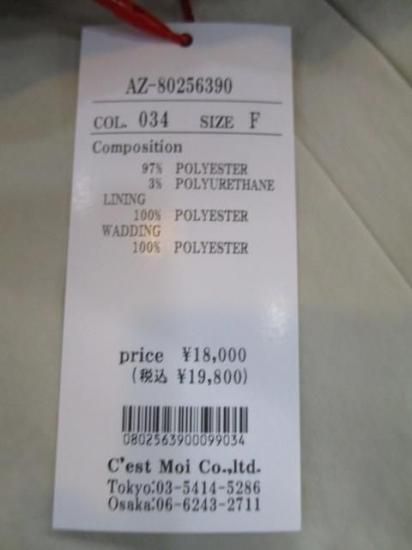 AZ-80256390
COL. 034 SIZE F
Composition
97% POLYESTER
3% POLYURETHANE
LINING
100% POLYESTER
WADDING
100% POLYESTER
price ¥18,000
(税込 ¥19,800)
0802563900099034
C'est Moi Co.,ltd.
Tokyo:03-5414-5286
Osaka:06-6243-2711